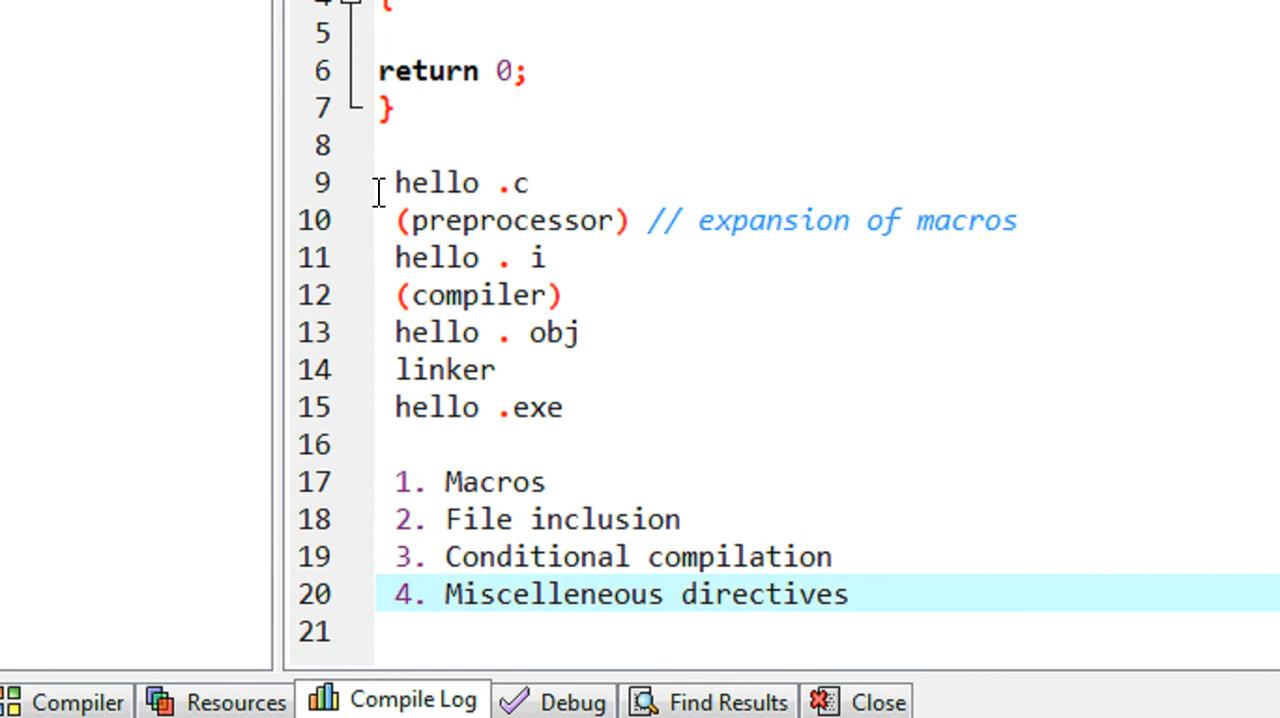 4 {
5
6 return 0;
7 }
8
9 hello .c
10 (preprocessor) // expansion of macros
11 hello . i
12 (compiler)
13 hello . obj
14 linker
15 hello .exe
16
17 1. Macros
18 2. File inclusion
19 3. Conditional compilation
20 4. Miscelleneous directives
21
Compiler Resources Compile Log Debug Find Results Close